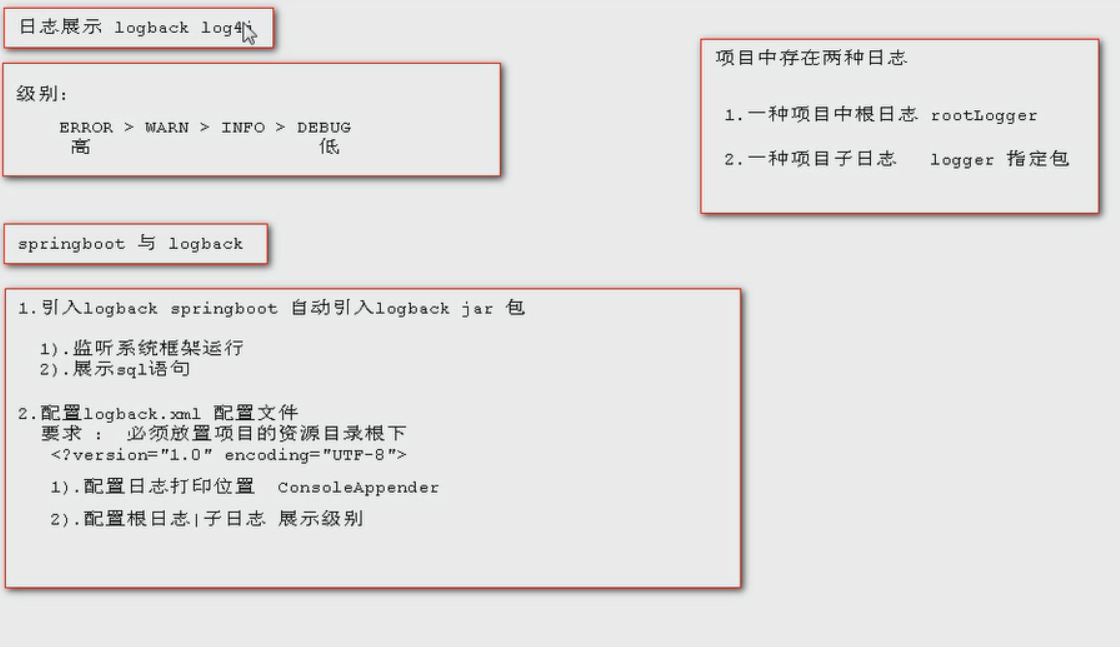 日志展示 logback log4j
级别:
ERROR > WARN > INFO > DEBUG
高 低
项目中存在两种日志
1.一种项目中根日志 rootLogger
2.一种项目子日志 logger 指定包
springboot 与 logback
1.引入logback springboot 自动引入logback jar 包
1).监听系统框架运行
2).展示sql语句
2.配置logback.xml 配置文件
要求 : 必须放置项目的资源目录根下
<?version="1.0" encoding="UTF-8">
1).配置日志打印位置 ConsoleAppender
2).配置根日志|子日志 展示级别